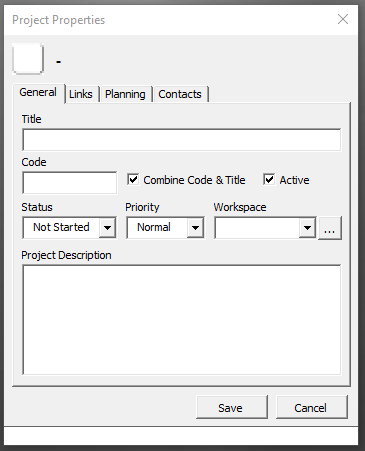 Project Properties
-
General Links Planning Contacts
Title
Code
Combine Code & Title Active
Status Priority Workspace
Not Started Normal ...
Project Description
Save Cancel